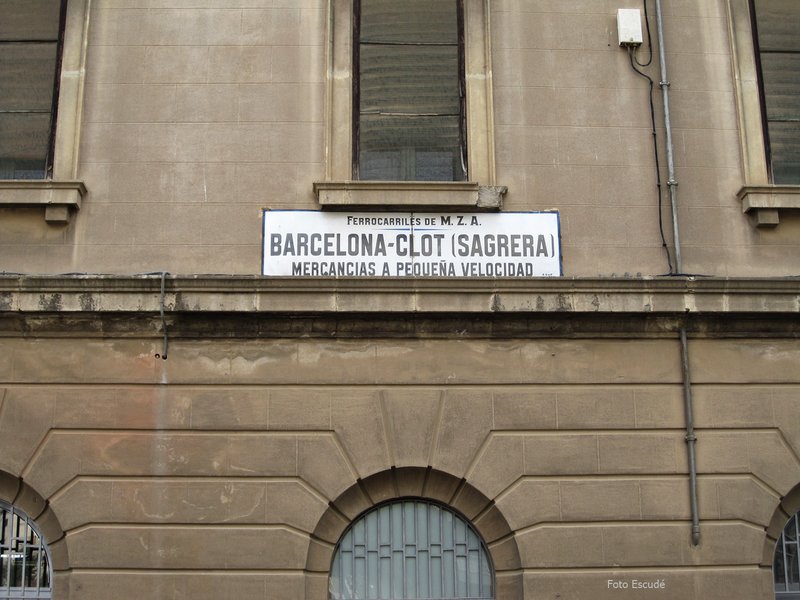 Ferrocarriles de M. Z. A.
BARCELONA-CLOT (SAGRERA)
MERCANCIAS A PEQUEÑA VELOCIDAD
Foto Escudé